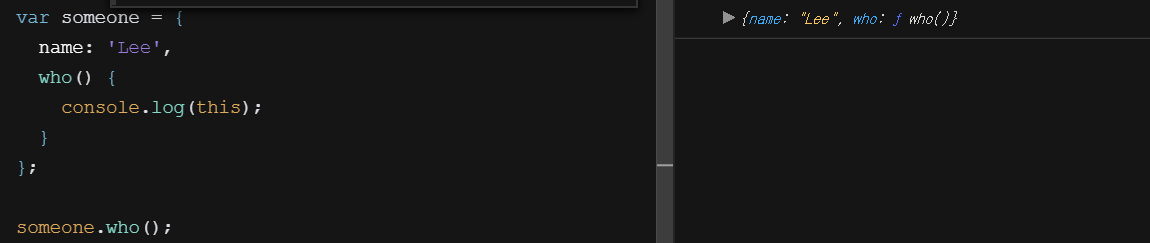 var someone = {
  name: 'Lee',
  who() {
    console.log(this);
  }
};
someone.who();
▶{name: "Lee", who: ƒ who()}